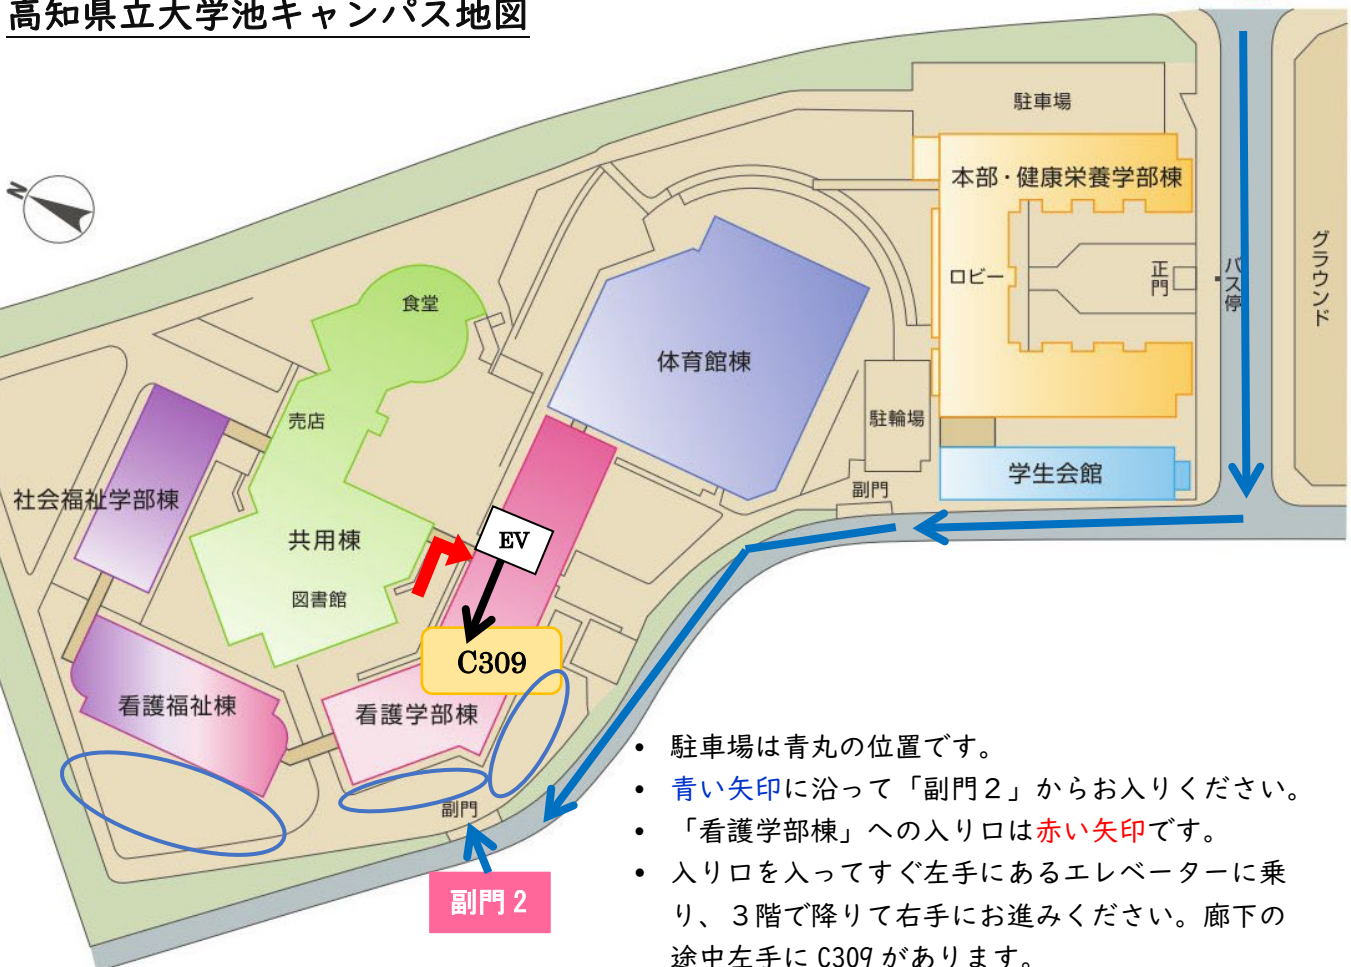 高知県立大学池キャンパス地図
N
駐車場
本部・健康栄養学部棟
ロビー
正門
バス停
グラウンド
食堂
体育館棟
売店
駐輪場
学生会館
副門
社会福祉学部棟
共用棟
図書館
EV
C309
看護福祉棟
看護学部棟
副門
副門２
• 駐車場は青丸の位置です。
• 青い矢印に沿って「副門２」からお入りください。
• 「看護学部棟」への入り口は赤い矢印です。
• 入り口を入ってすぐ左手にあるエレベーターに乗
り、３階で降りて右手にお進みください。廊下の
途中左手に C309 があります。